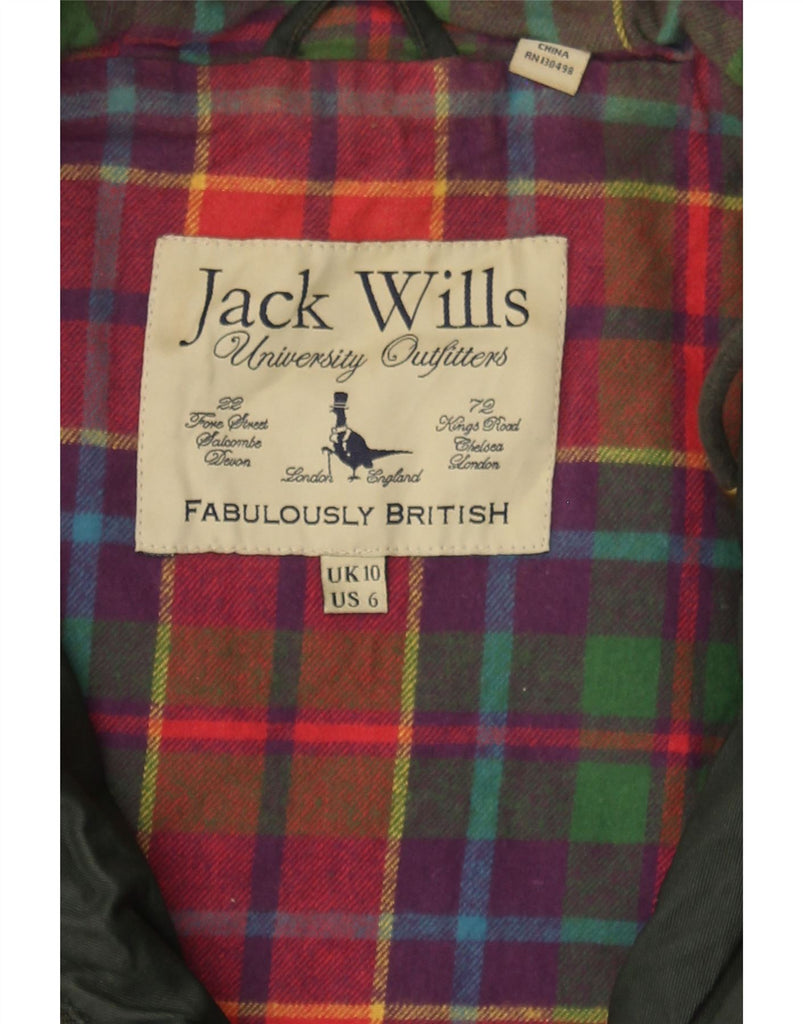 CHINA
RN130498
Jack Wills
University Outfitters
22
Fore Street
Salcombe
Devon
72
Kings Road
Chelsea
London
London England
FABULOUSLY BRITISH
UK 10
US 6